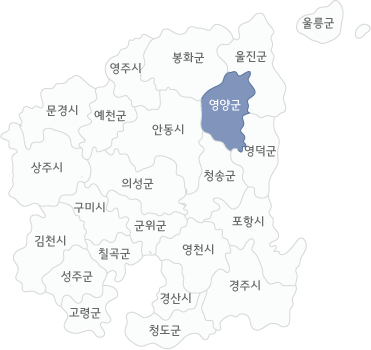 울릉군
울진군
봉화군
영주시
영양군
문경시
예천군
안동시
영덕군
상주시
청송군
의성군
구미시
포항시
군위군
김천시
영천시
칠곡군
성주군
경주시
경산시
고령군
청도군